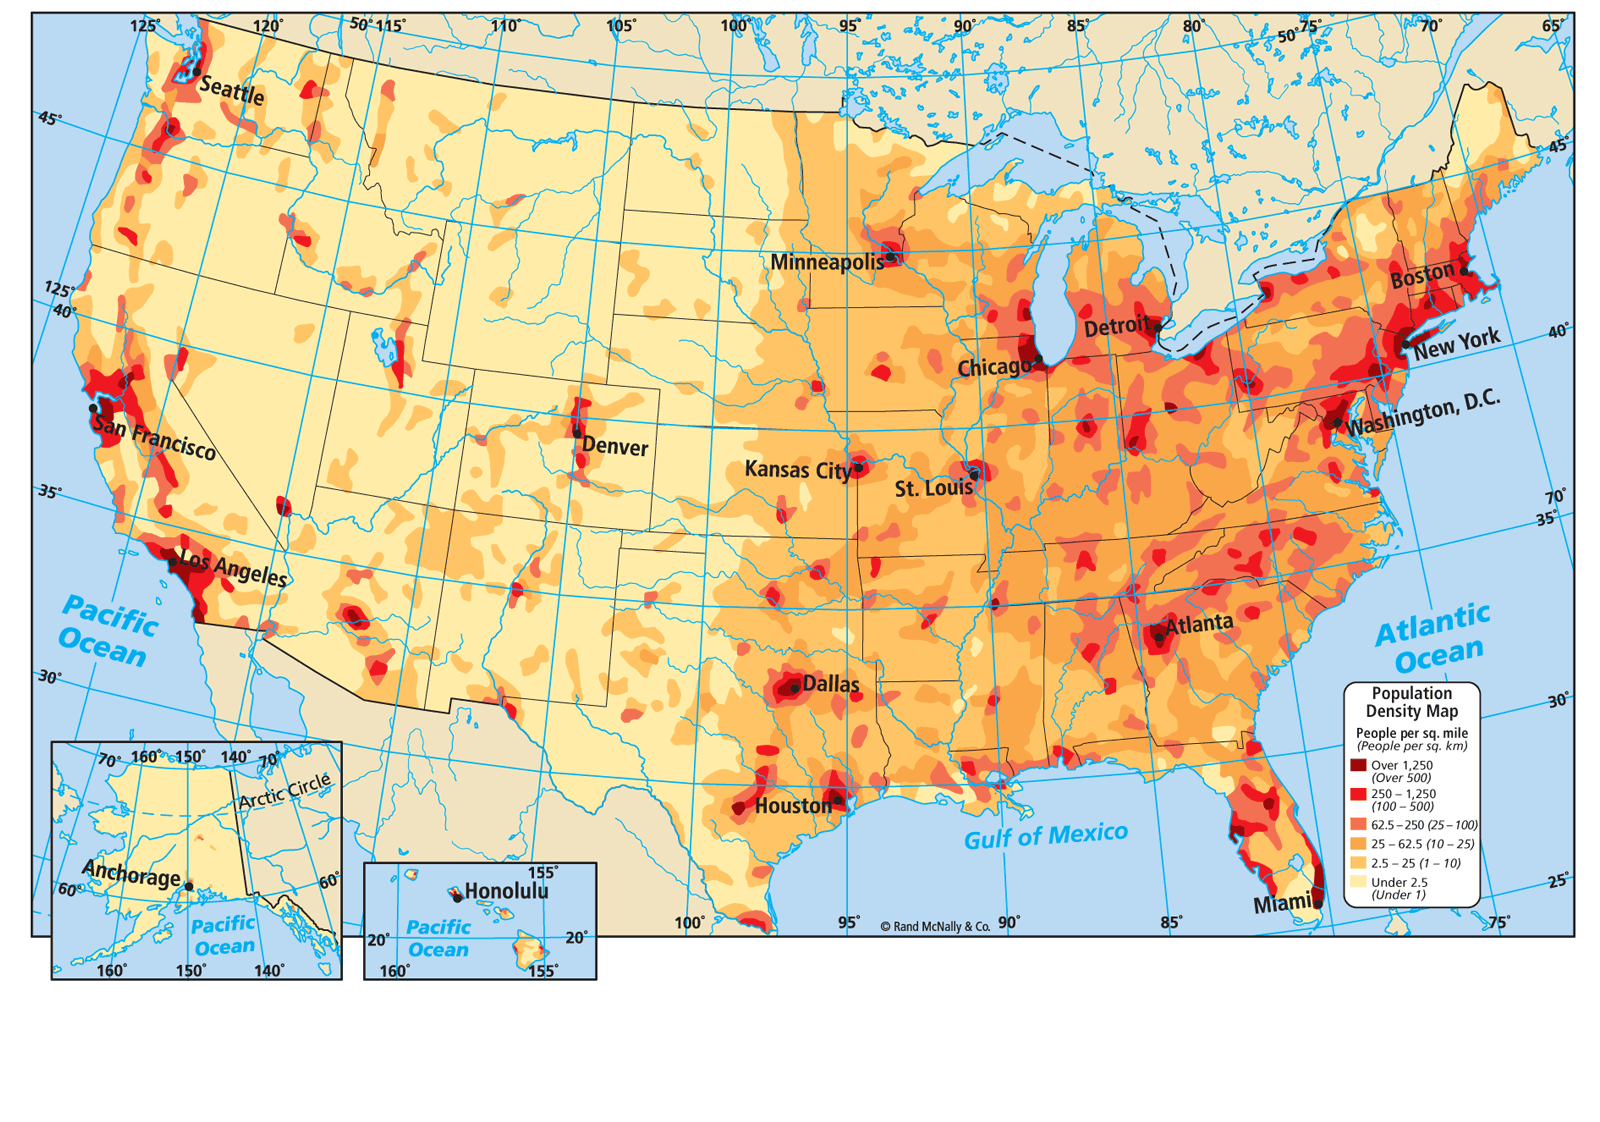 125°
120°
50°
115°
110°
105°
100°
95°
90°
85°
80°
50°
75°
70°
65°
45°
Seattle
45°
Minneapolis
Boston
125°
40°
Detroit
New York
40°
Chicago
San Francisco
Denver
Washington, D.C.
Kansas City
St. Louis
35°
70°
35°
Los Angeles
Pacific
Ocean
Atlanta
Atlantic
Ocean
30°
Dallas
30°
Houston
Gulf of Mexico
Miami
25°
100°
95°
© Rand McNally & Co.
90°
85°
75°
Population
Density Map
People per sq. mile
(People per sq. km)
Over 1,250
(Over 500)
250 – 1,250
(100 – 500)
62.5 – 250 (25 – 100)
25 – 62.5 (10 – 25)
2.5 – 25 (1 – 10)
Under 2.5
(Under 1)
70°
160°
150°
140°
70°
Arctic Circle
Anchorage
60°
60°
Pacific
Ocean
160°
150°
140°
155°
Honolulu
Pacific
Ocean
20°
20°
160°
155°